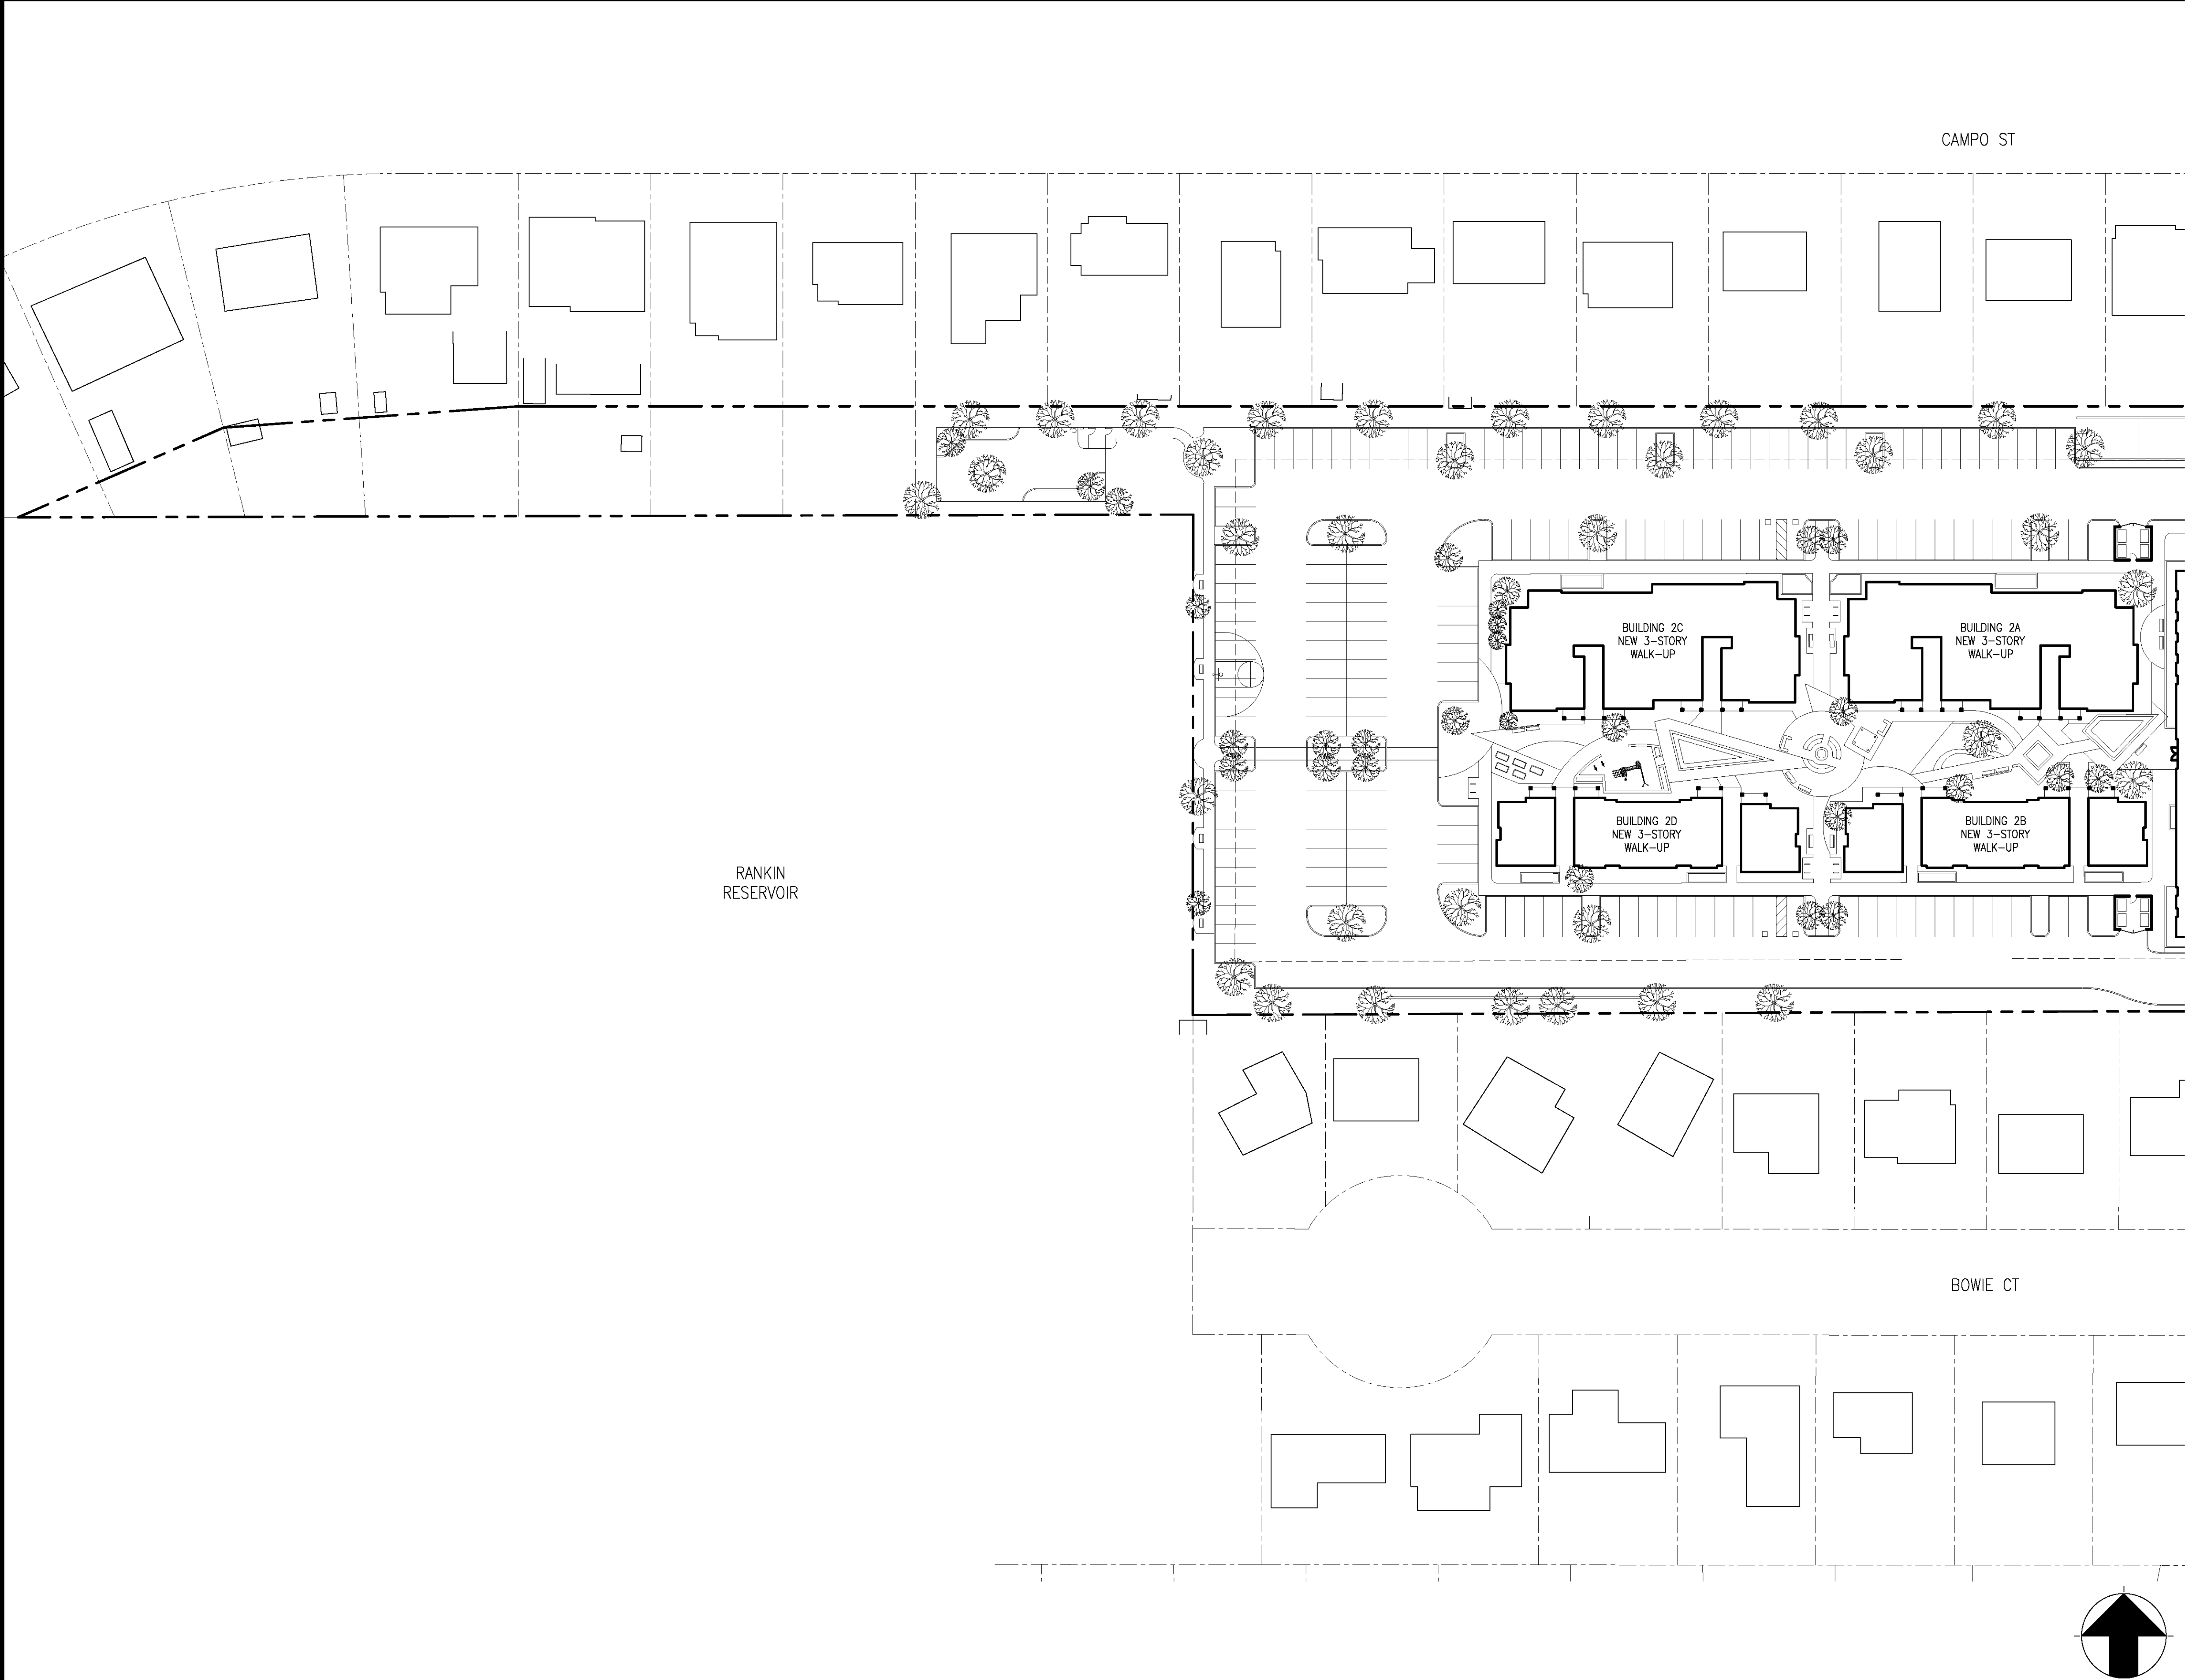 CAMPO ST
BUILDING 2C
NEW 3-STORY
WALK-UP
BUILDING 2A
NEW 3-STORY
WALK-UP
BUILDING 2D
NEW 3-STORY
WALK-UP
BUILDING 2B
NEW 3-STORY
WALK-UP
RANKIN
RESERVOIR
BOWIE CT